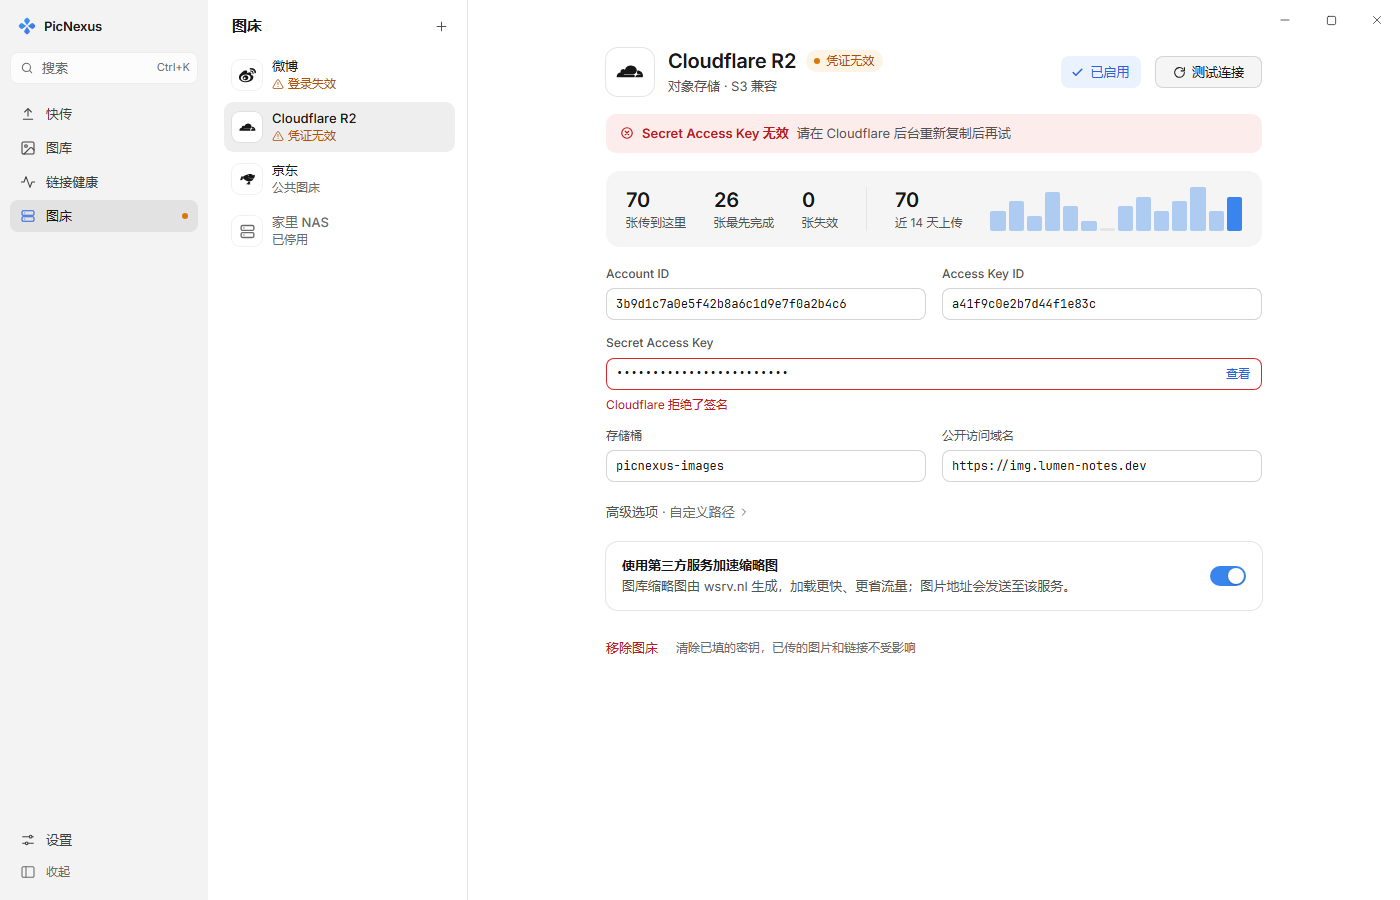 PicNexus
搜索 Ctrl+K
快传
图库
链接健康
图床
设置
收起
图床
微博
登录失效
Cloudflare R2
凭证无效
京东
公共图床
家里 NAS
已停用
Cloudflare R2 凭证无效
对象存储 · S3 兼容
已启用
测试连接
Secret Access Key 无效 请在 Cloudflare 后台重新复制后再试
70 26 0 70
张传到这里 张最先完成 张失效 近 14 天上传
Account ID Access Key ID
3b9d1c7a0e5f42b8a6c1d9e7f0a2b4c6 a41f9c0e2b7d44f1e83c
Secret Access Key
•••••••••••••••••••••••• 查看
Cloudflare 拒绝了签名
存储桶 公开访问域名
picnexus-images https://img.lumen-notes.dev
高级选项 · 自定义路径
使用第三方服务加速缩略图
图库缩略图由 wsrv.nl 生成，加载更快、更省流量；图片地址会发送至该服务。
移除图床 清除已填的密钥，已传的图片和链接不受影响